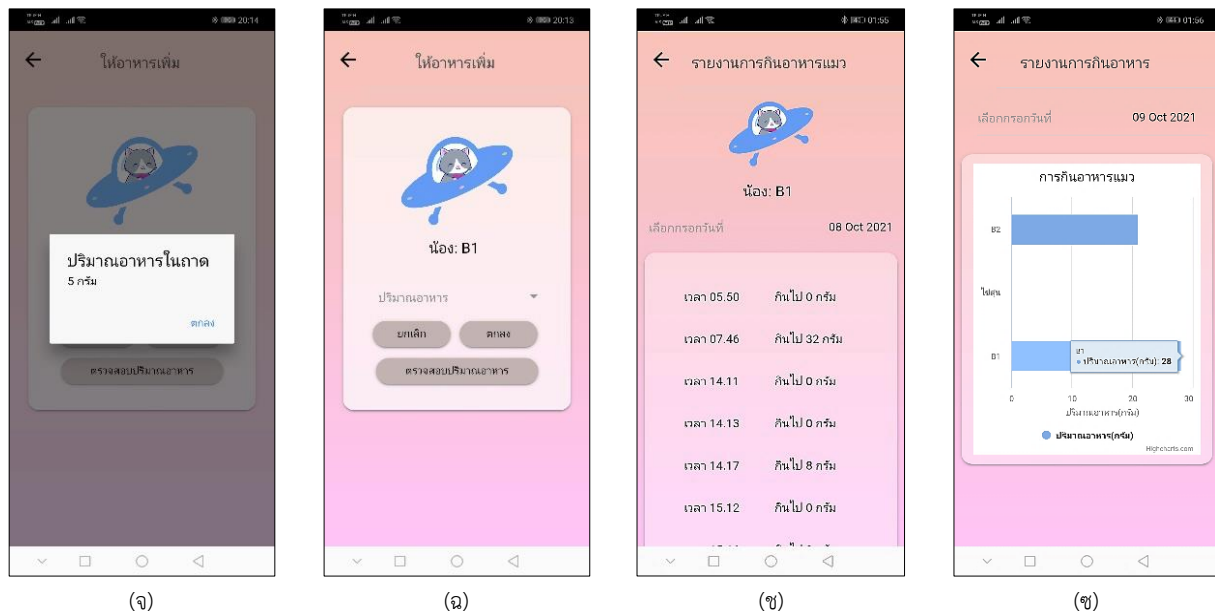 20:14
ให้อาหารเพิ่ม
ปริมาณอาหารในถาด
5 กรัม
ตกลง
ตรวจสอบปริมาณอาหาร
(จ)
20:13
ให้อาหารเพิ่ม
น้อง: B1
ปริมาณอาหาร
ยกเลิก
ตกลง
ตรวจสอบปริมาณอาหาร
(ฉ)
01:55
รายงานการกินอาหารแมว
น้อง: B1
เลือกกรอกวันที่ 08 Oct 2021
เวลา 05.50 กินไป 0 กรัม
เวลา 07.46 กินไป 32 กรัม
เวลา 14.11 กินไป 0 กรัม
เวลา 14.13 กินไป 0 กรัม
เวลา 14.17 กินไป 8 กรัม
เวลา 15.12 กินไป 0 กรัม
(ช)
01:56
รายงานการกินอาหาร
เลือกกรอกวันที่ 09 Oct 2021
การกินอาหารแมว
B2
ไข่ตุ๋น
B1
B1
ปริมาณอาหาร(กรัม): 28
0 10 20 30
ปริมาณอาหาร(กรัม)
ปริมาณอาหาร(กรัม)
Highcharts.com
(ซ)